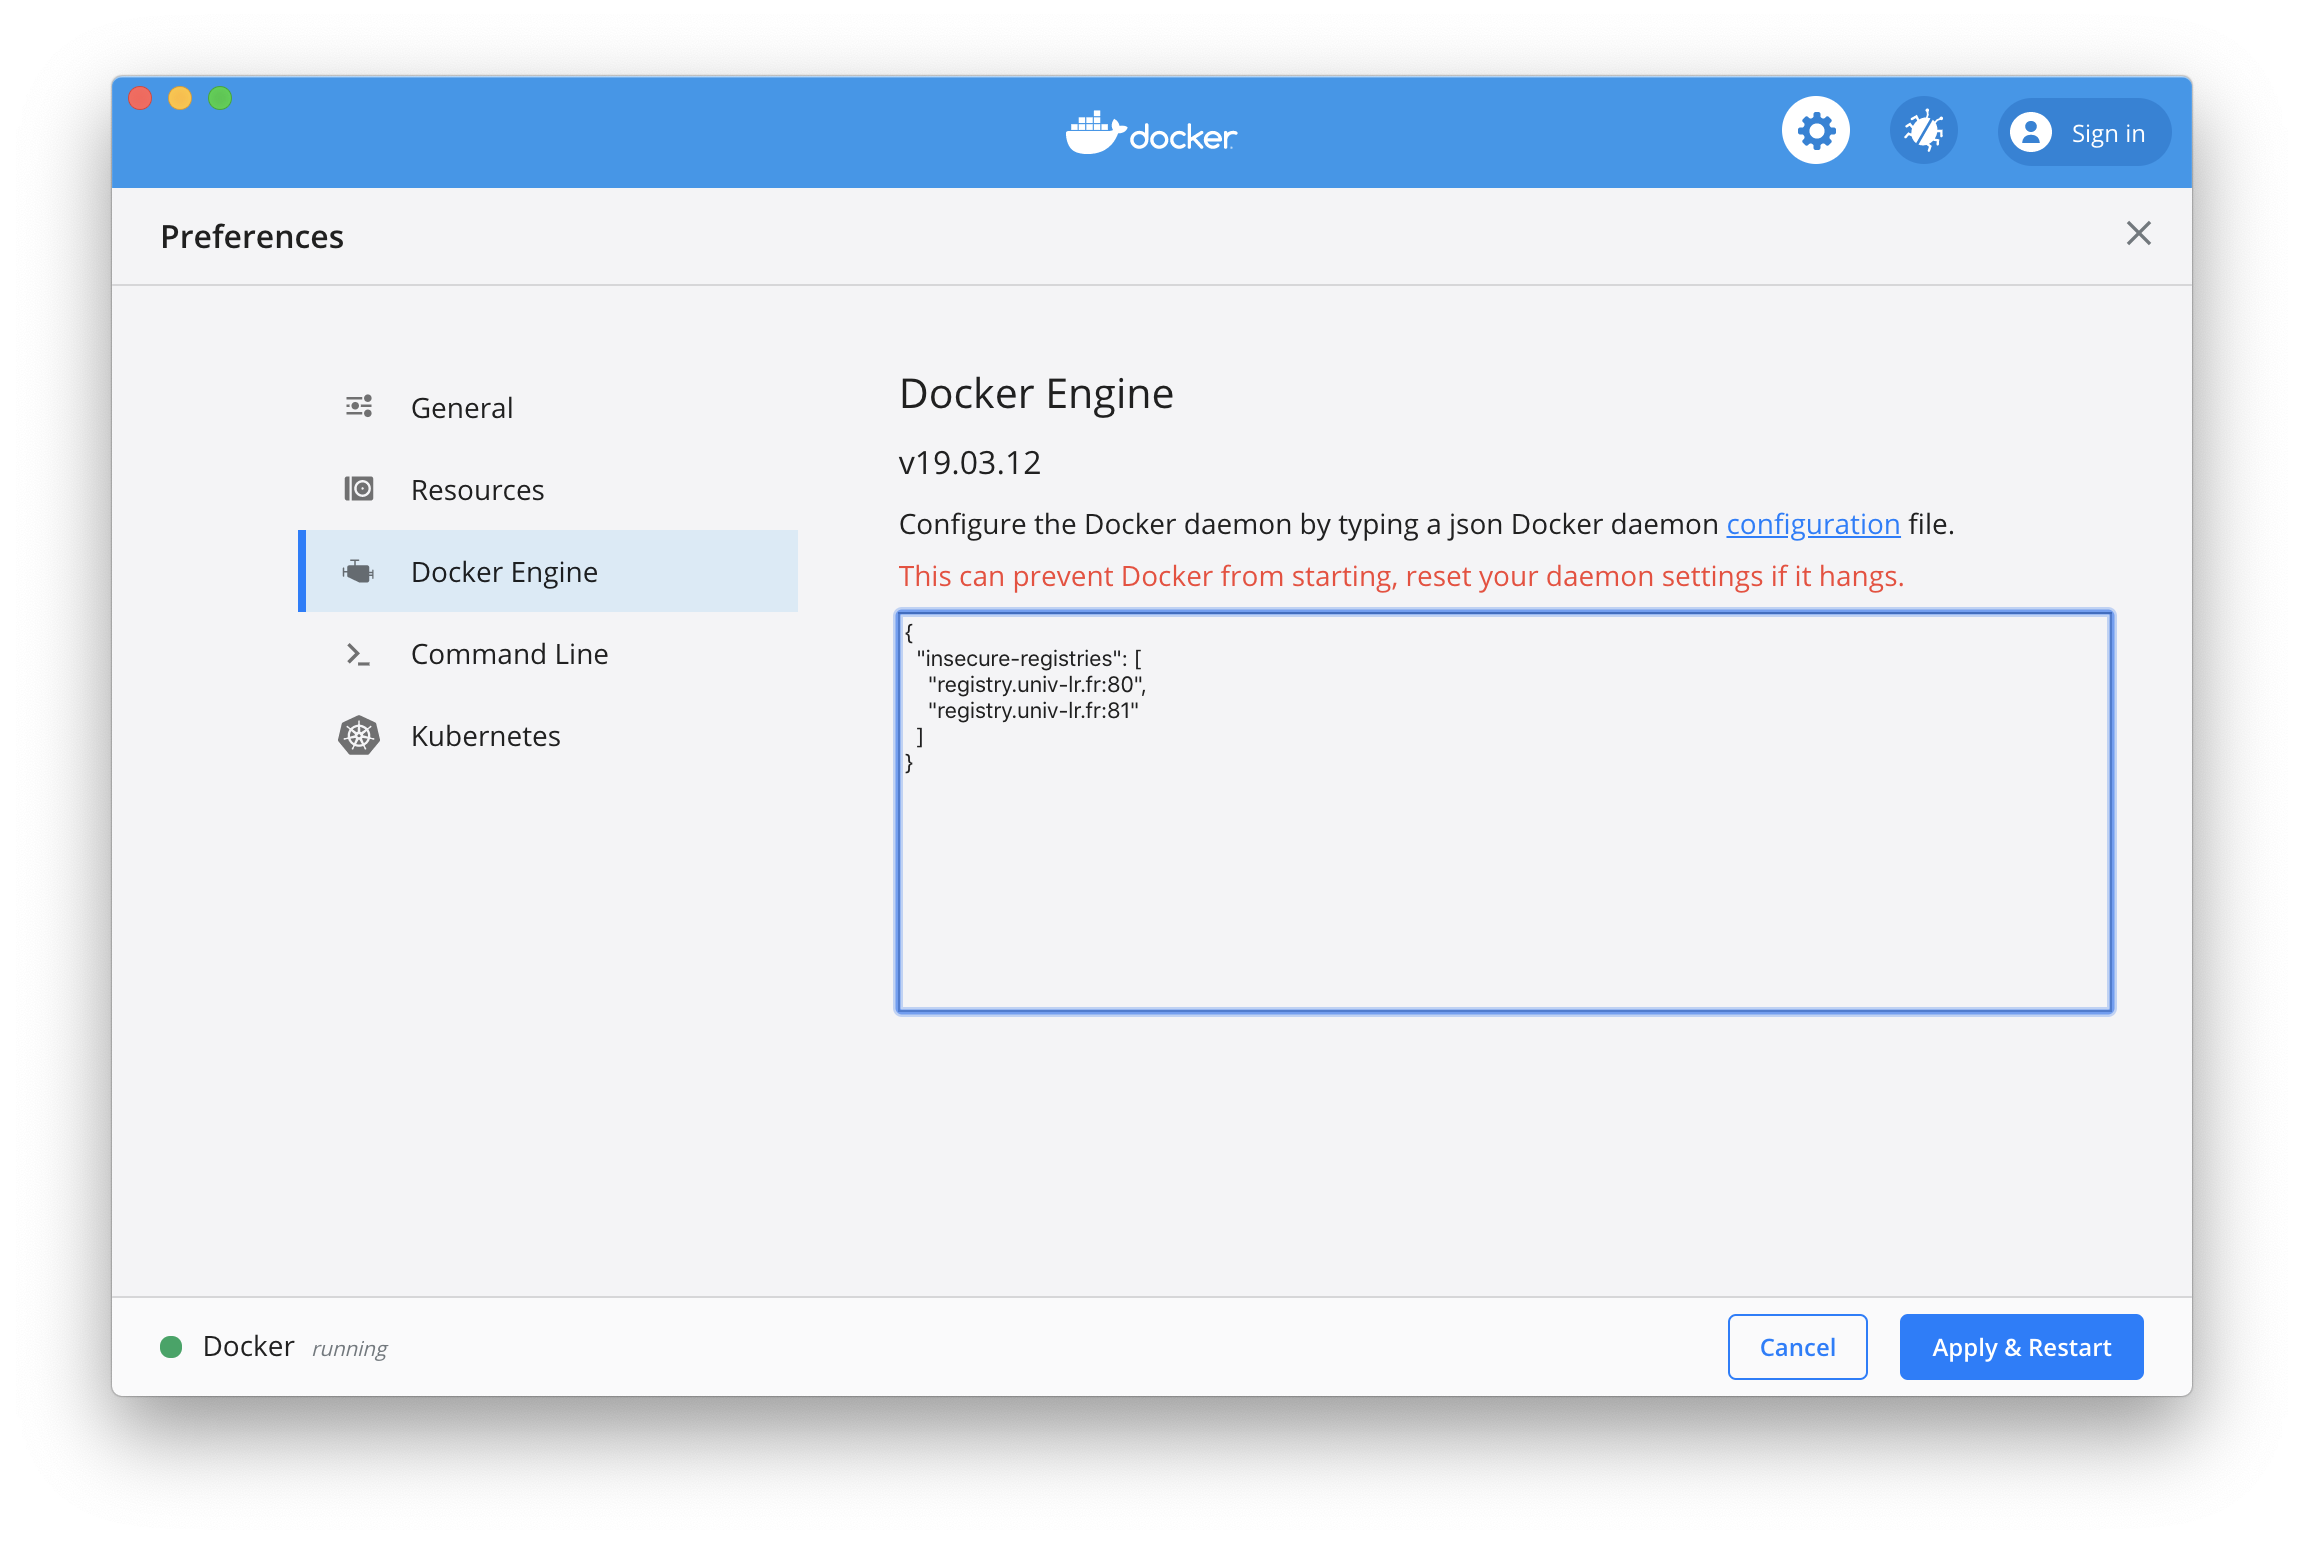 docker
Sign in
Preferences
General
Resources
Docker Engine
Command Line
Kubernetes
Docker Engine
v19.03.12
Configure the Docker daemon by typing a json Docker daemon configuration file.
This can prevent Docker from starting, reset your daemon settings if it hangs.
{
  "insecure-registries": [
    "registry.univ-lr.fr:80",
    "registry.univ-lr.fr:81"
  ]
}
Docker running
Cancel
Apply & Restart